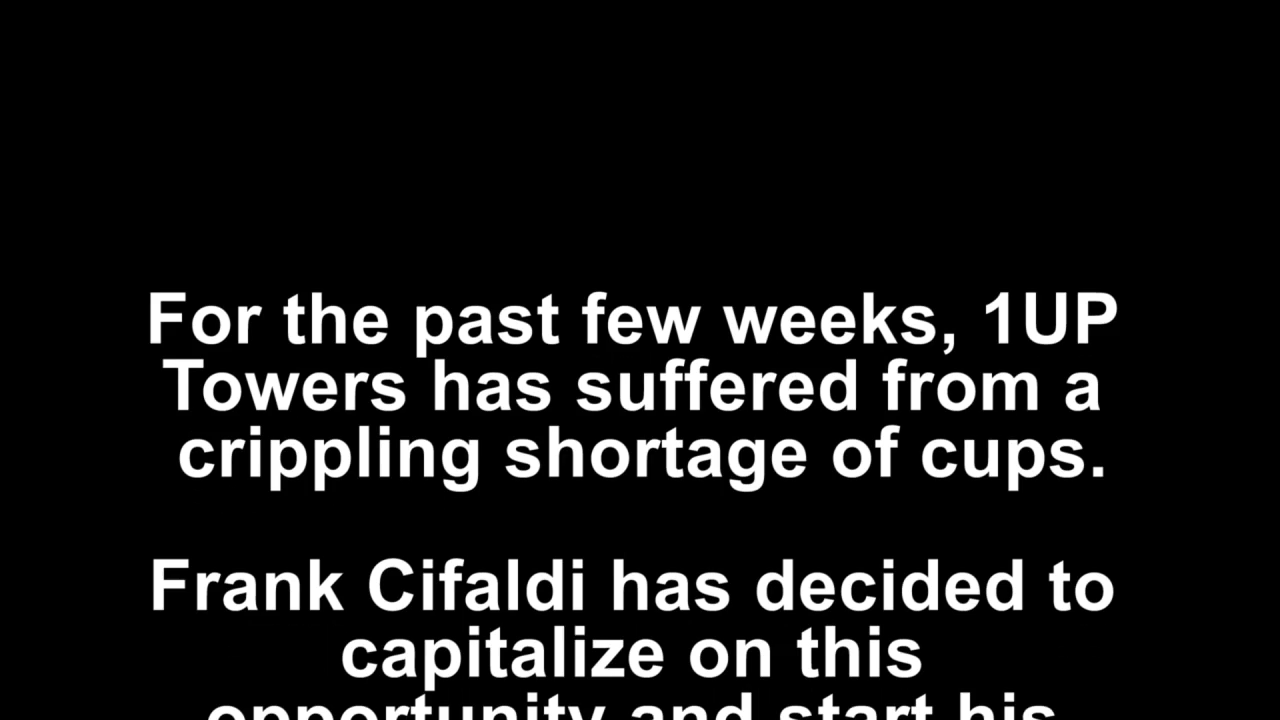 For the past few weeks, 1UP
Towers has suffered from a
crippling shortage of cups.
Frank Cifaldi has decided to
capitalize on this
opportunity and start his